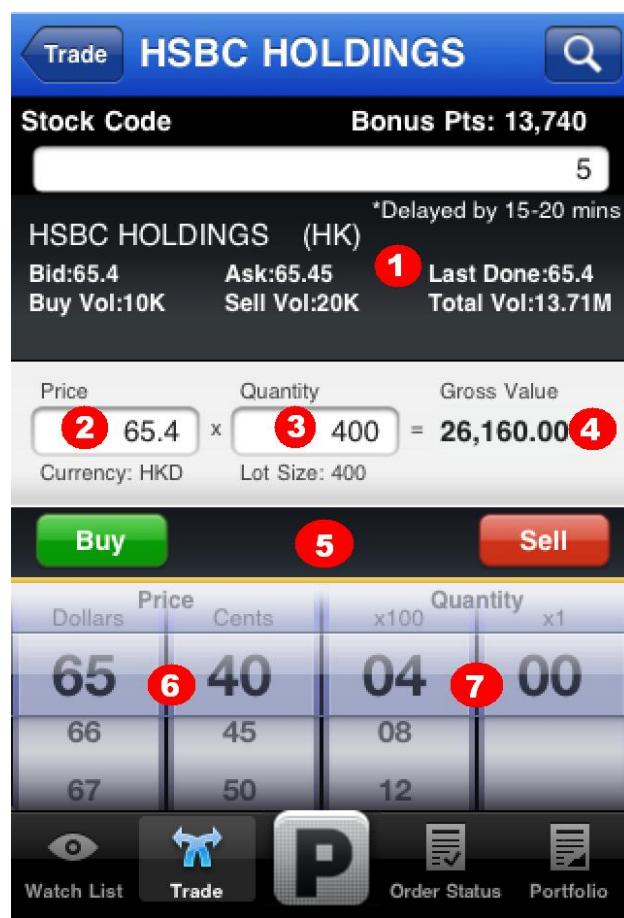 Trade HSBC HOLDINGS
Stock Code Bonus Pts: 13,740
5
*Delayed by 15-20 mins
HSBC HOLDINGS (HK)
1
Bid:65.4 Ask:65.45 Last Done:65.4
Buy Vol:10K Sell Vol:20K Total Vol:13.71M
Price Quantity Gross Value
2 65.4 x 3 400 = 26,160.00 4
Currency: HKD Lot Size: 400
Buy 5 Sell
Price Quantity
Dollars Cents x100 x1
65 6 40 04 7 00
66 45 08
67 50 12
P
Watch List Trade Order Status Portfolio